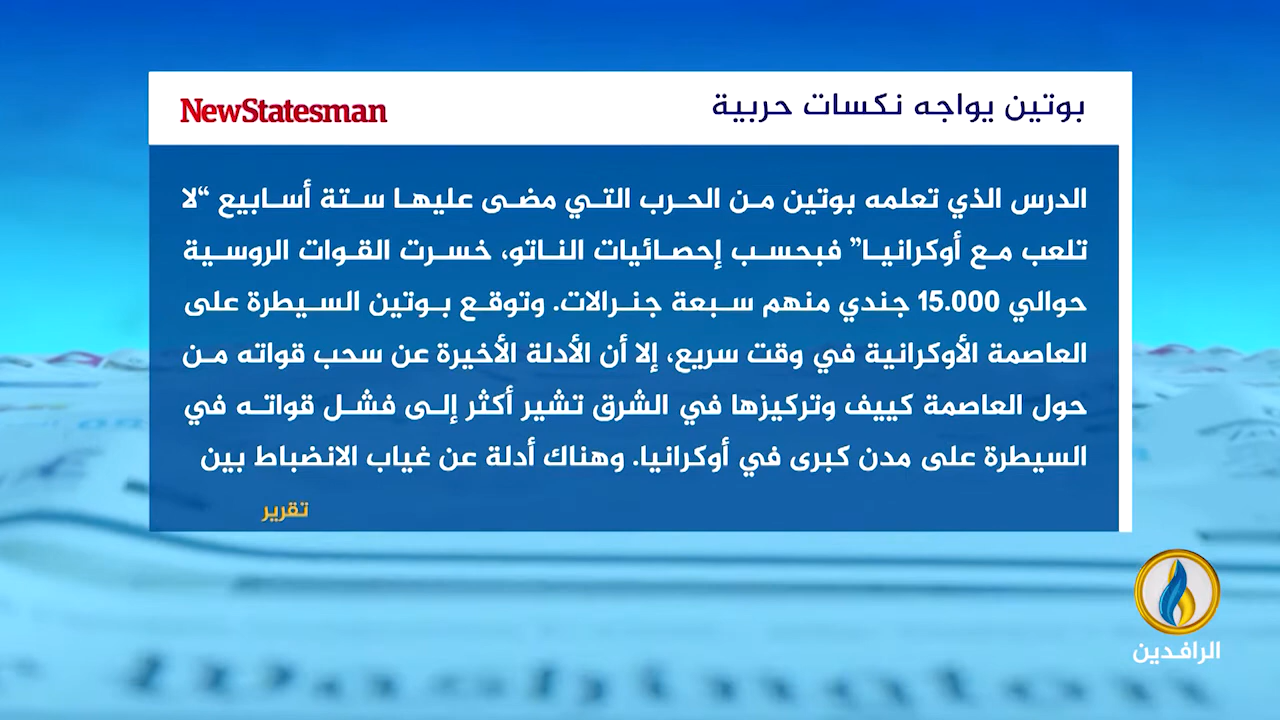 بوتين يواجه نكسات حربية
NewStatesman
الدرس الذي تعلمه بوتين من الحرب التي مضى عليها ستة أسابيع “لا
تلعب مع أوكرانيا” فبحسب إحصائيات الناتو، خسرت القوات الروسية
حوالي 15.000 جندي منهم سبعة جنرالات. وتوقع بوتين السيطرة على
العاصمة الأوكرانية في وقت سريع، إلا أن الأدلة الأخيرة عن سحب قواته من
حول العاصمة كييف وتركيزها في الشرق تشير أكثر إلى فشل قواته في
السيطرة على مدن كبرى في أوكرانيا. وهناك أدلة عن غياب الانضباط بين
تقرير
الرافدين